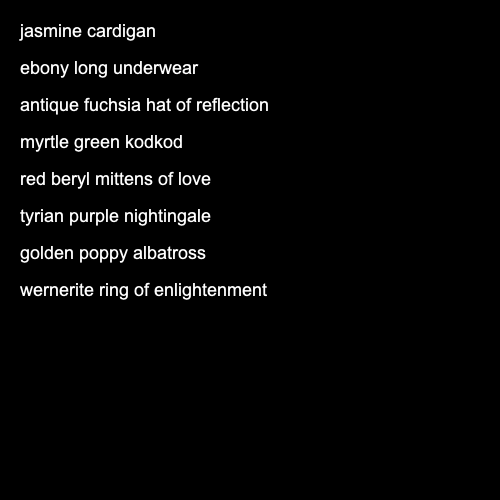 jasmine cardigan
ebony long underwear
antique fuchsia hat of reflection
myrtle green kodkod
red beryl mittens of love
tyrian purple nightingale
golden poppy albatross
wernerite ring of enlightenment